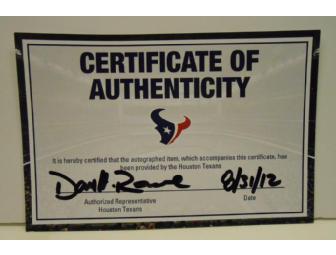 CERTIFICATE OF
AUTHENTICITY
It is hereby certified that the autographed item, which accompanies this certificate, has
been provided by the Houston Texans
8/31/12
Authorized Representative
Date
Houston Texans